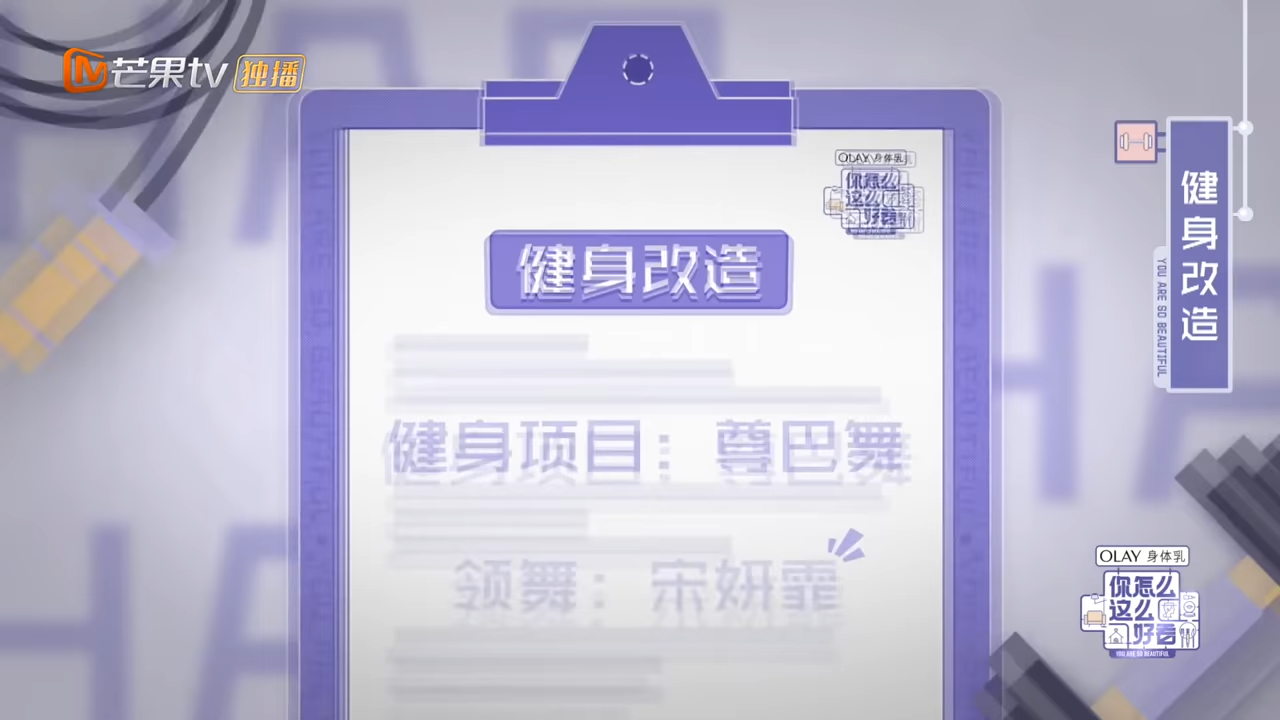 芒果tv 独播
OLAY 身体乳
你怎么
这么
好看
健身改造
健身项目：尊巴舞
领舞：宋妍霏
健身改造
YOU ARE SO BEAUTIFUL
OLAY 身体乳
你怎么
这么
好看
YOU ARE SO BEAUTIFUL